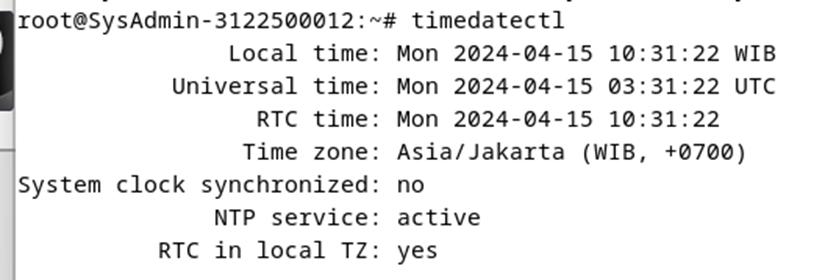 root@SysAdmin-3122500012:~# timedatectl
Local time: Mon 2024-04-15 10:31:22 WIB
Universal time: Mon 2024-04-15 03:31:22 UTC
RTC time: Mon 2024-04-15 10:31:22
Time zone: Asia/Jakarta (WIB, +0700)
System clock synchronized: no
NTP service: active
RTC in local TZ: yes